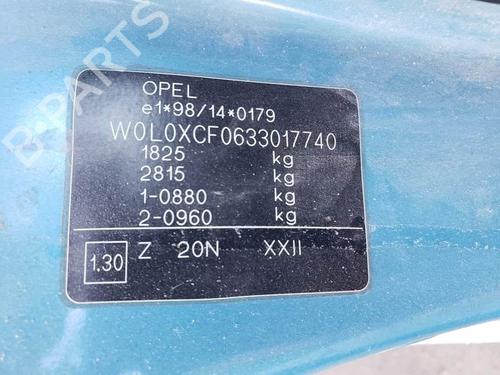 B-PARTS
OPEL
e1*98/14*0179
W0L0XCF0633017740
1825 kg
2815 kg
1-0880 kg
2-0960 kg
1.30 Z 20N XXII